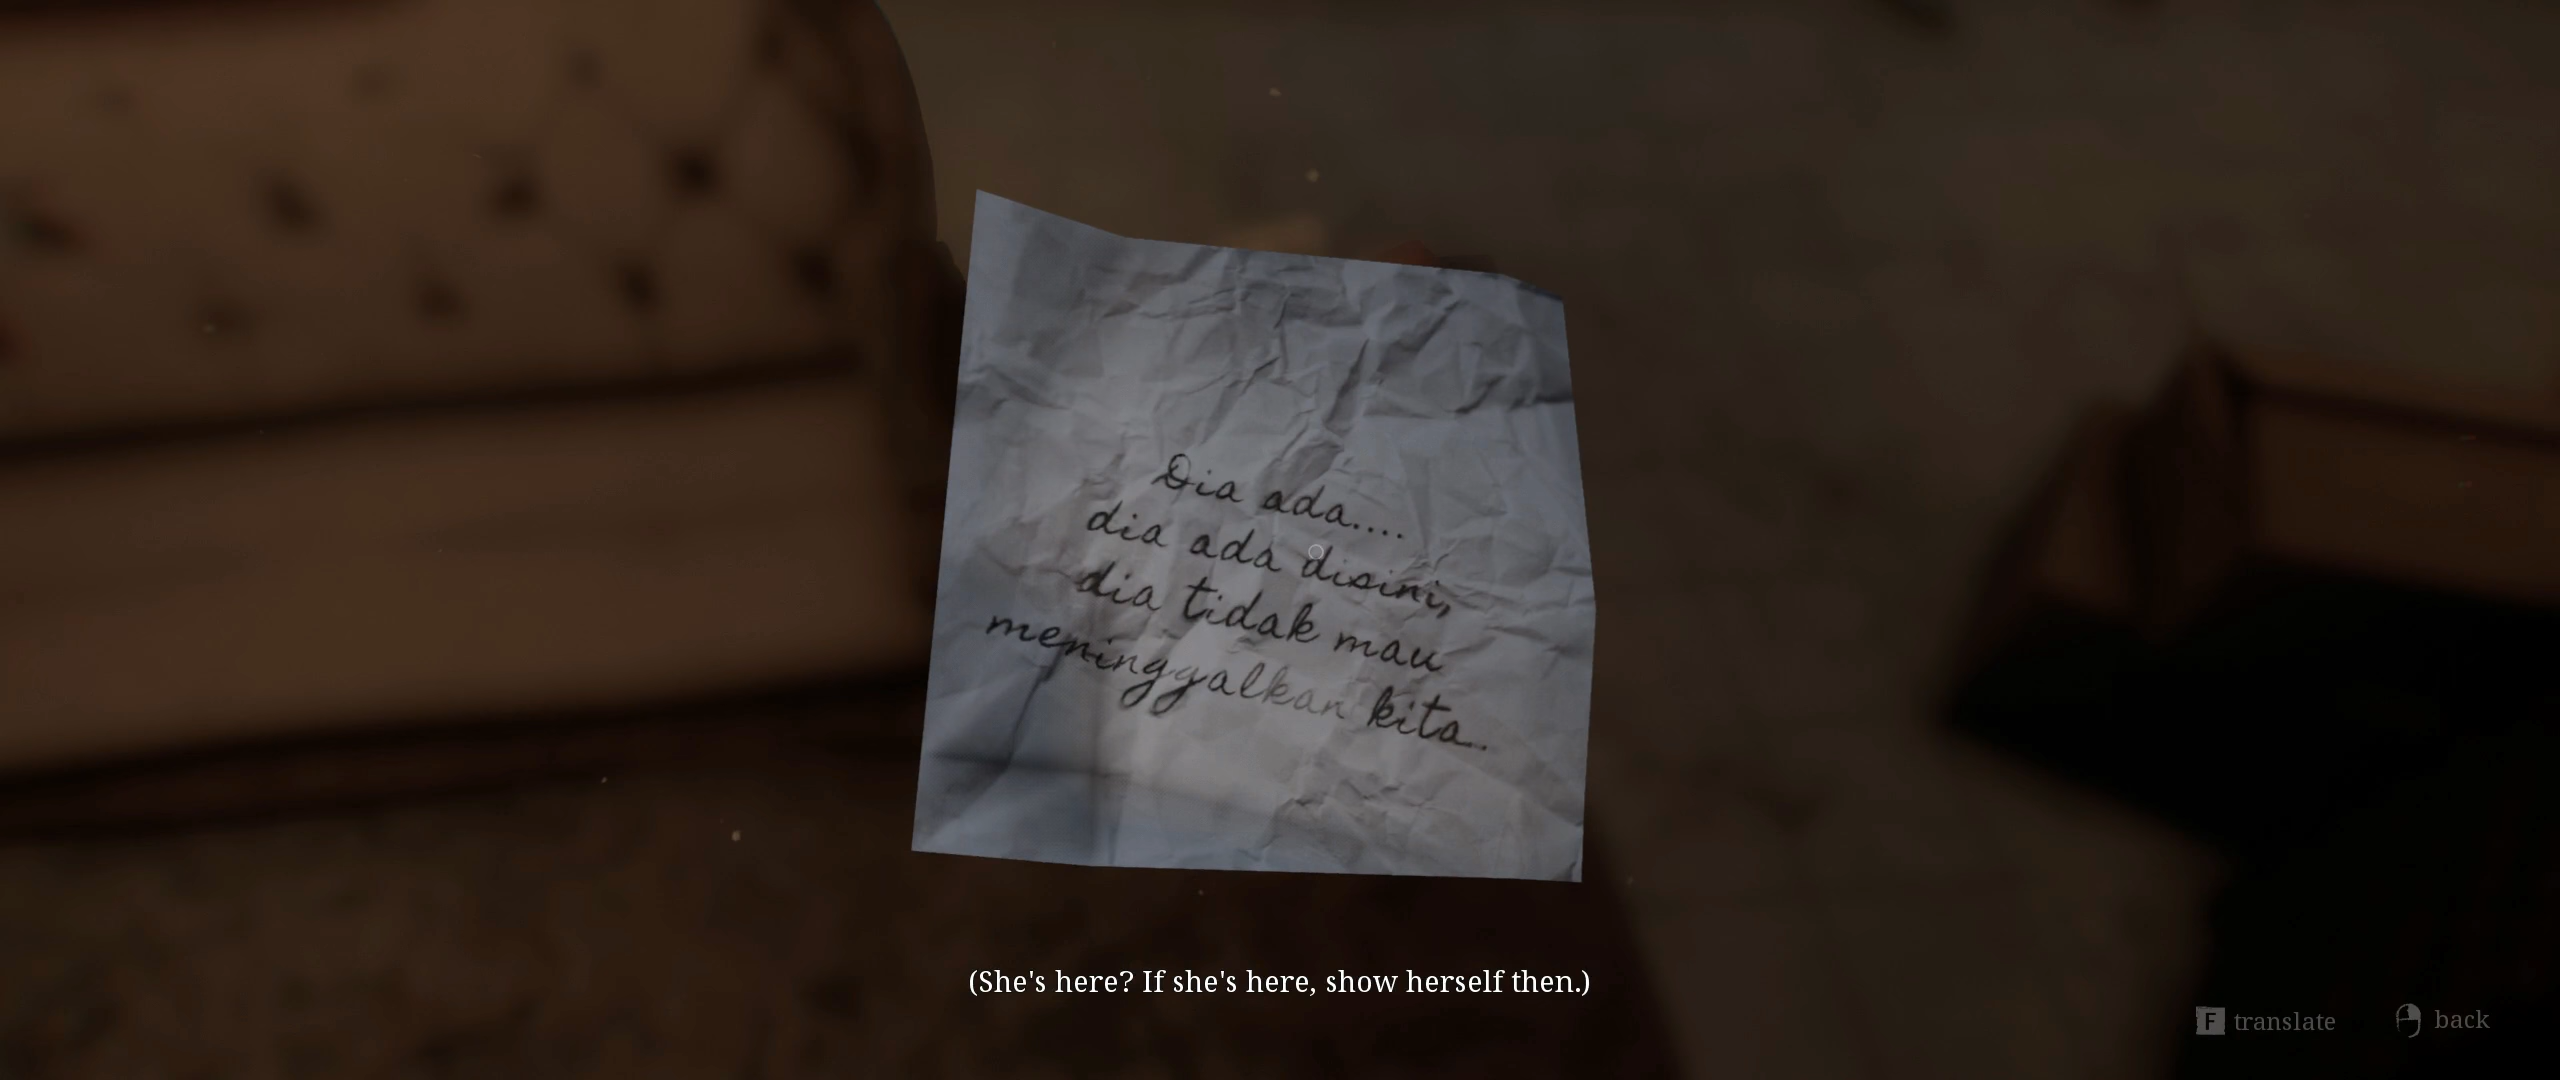 Dia ada....
dia ada disini,
dia tidak mau
meninggalkan kita.
(She's here? If she's here, show herself then.)
F translate
back